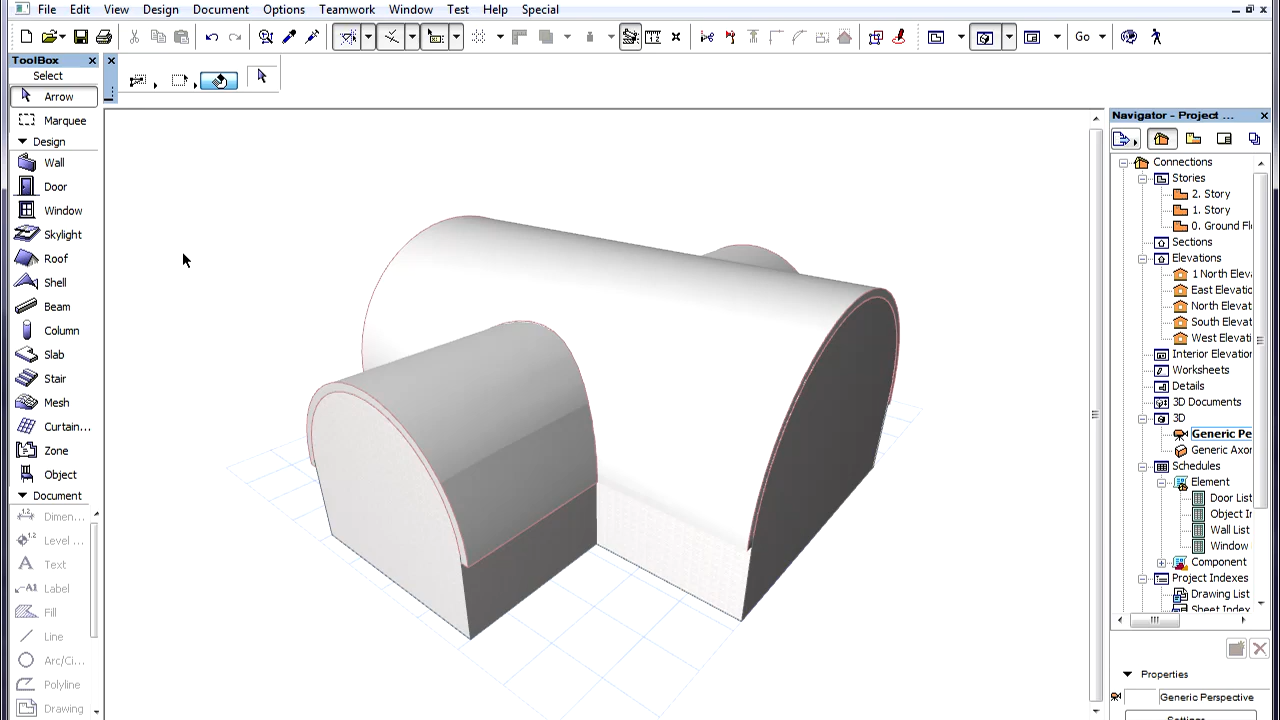 File Edit View Design Document Options Teamwork Window Test Help Special
Go
ToolBox
Select
Arrow
Marquee
Design
Wall
Door
Window
Skylight
Roof
Shell
Beam
Column
Slab
Stair
Mesh
Curtain...
Zone
Object
Document
Dimen...
Level ...
Text
Label
Fill
Line
Arc/Ci...
Polyline
Drawing
Navigator - Project ...
Connections
Stories
2. Story
1. Story
0. Ground Fl
Sections
Elevations
1 North Elev
East Elevatio
North Elevat
South Elevat
West Elevati
Interior Elevation
Worksheets
Details
3D Documents
3D
Generic Pe
Generic Axor
Schedules
Element
Door List
Object Ir
Wall List
Window
Component
Project Indexes
Drawing List
Sheet Index
Properties
Generic Perspective